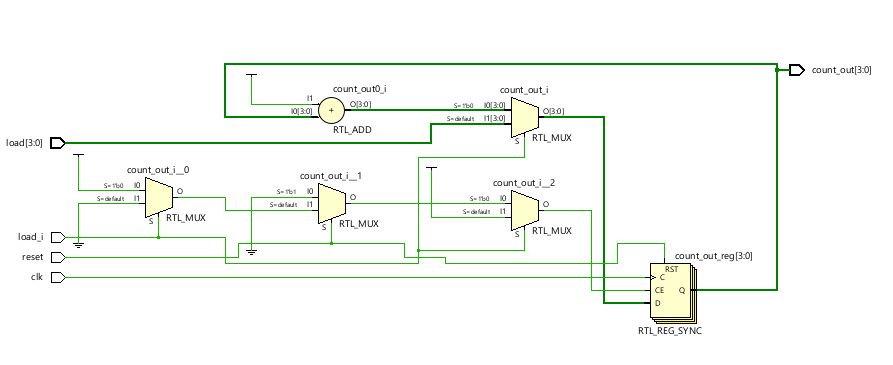 count_out[3:0]
count_out0_i
count_out_i
I1
I0[3:0]
+
O[3:0]
RTL_ADD
S=1'b0 I0[3:0]
S=default I1[3:0]
O[3:0]
S
RTL_MUX
load[3:0]
count_out_i__0
S=1'b0 I0
S=default I1
O
S
RTL_MUX
count_out_i__1
S=1'b1 I0
S=default I1
O
S
RTL_MUX
count_out_i__2
S=1'b0 I0
S=default I1
O
S
RTL_MUX
load_i
reset
clk
count_out_reg[3:0]
RST
C
CE Q
D
RTL_REG_SYNC